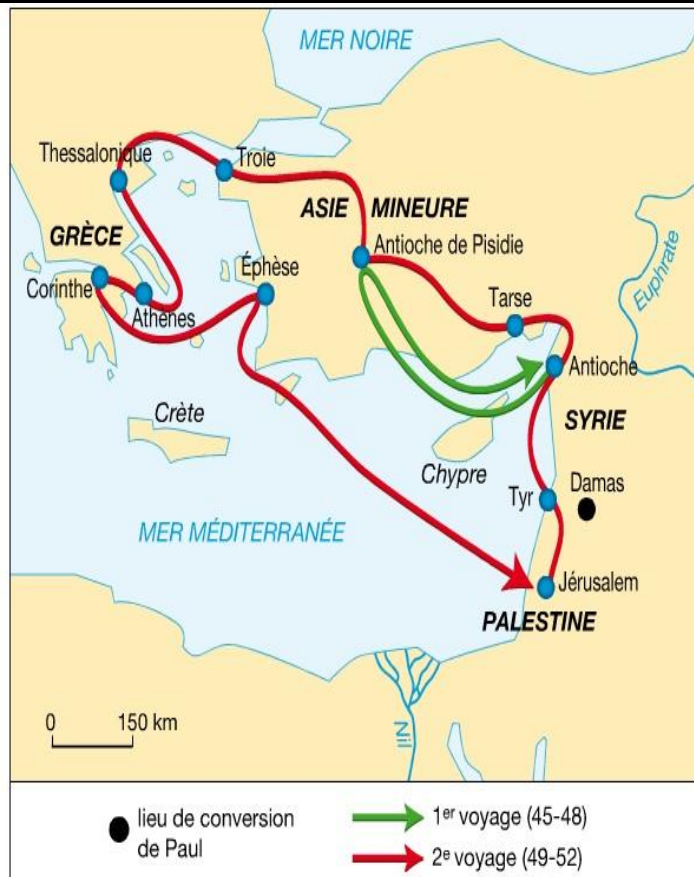 MER NOIRE
Thessalonique
Troie
ASIE MINEURE
GRÈCE
Antioche de Pisidie
Éphèse
Corinthe
Athènes
Tarse
Euphrate
Antioche
Crète
SYRIE
Chypre
Damas
Tyr
MER MÉDITERRANÉE
Jérusalem
PALESTINE
0 150 km
Nil
lieu de conversion
de Paul
1er voyage (45-48)
2e voyage (49-52)